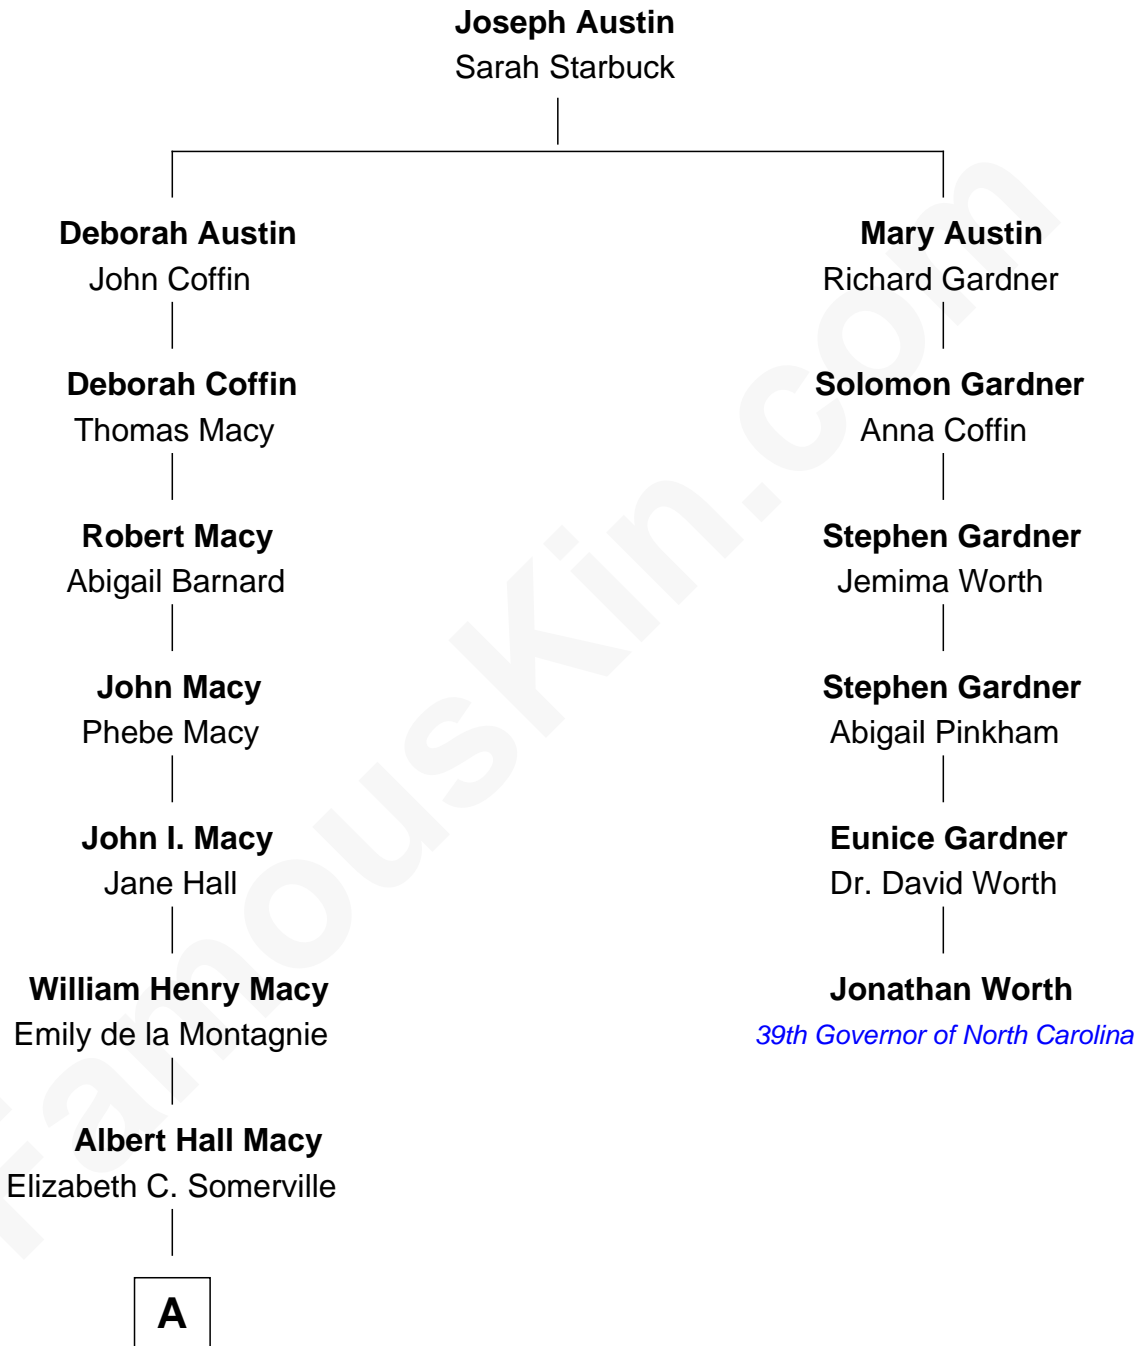 Joseph Austin
Sarah Starbuck
Deborah Austin
John Coffin
Mary Austin
Richard Gardner
Deborah Coffin
Thomas Macy
Solomon Gardner
Anna Coffin
Robert Macy
Abigail Barnard
Stephen Gardner
Jemima Worth
John Macy
Phebe Macy
Stephen Gardner
Abigail Pinkham
John I. Macy
Jane Hall
Eunice Gardner
Dr. David Worth
William Henry Macy
Emily de la Montagnie
Jonathan Worth
39th Governor of North Carolina
Albert Hall Macy
Elizabeth C. Somerville
A
FamousKin.com